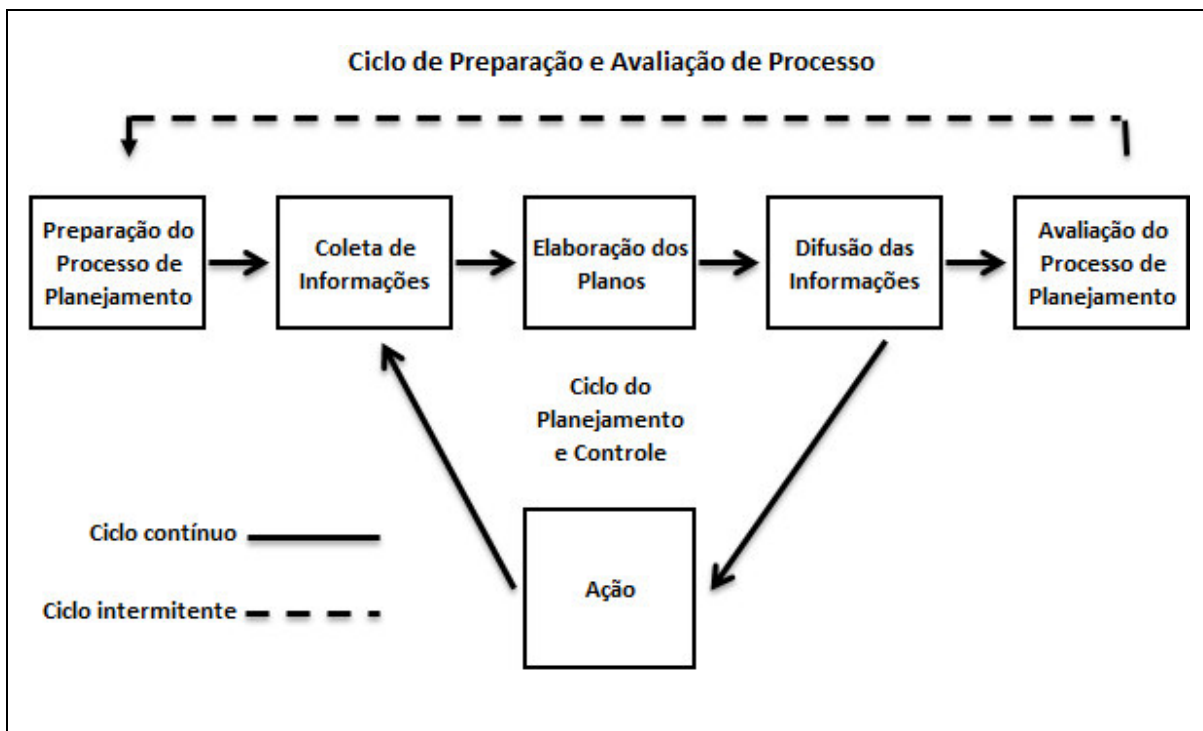 Ciclo de Preparação e Avaliação de Processo
Preparação do
Processo de
Planejamento
Coleta de
Informações
Elaboração dos
Planos
Difusão das
Informações
Avaliação do
Processo de
Planejamento
Ciclo do
Planejamento
e Controle
Ciclo contínuo
Ciclo intermitente
Ação